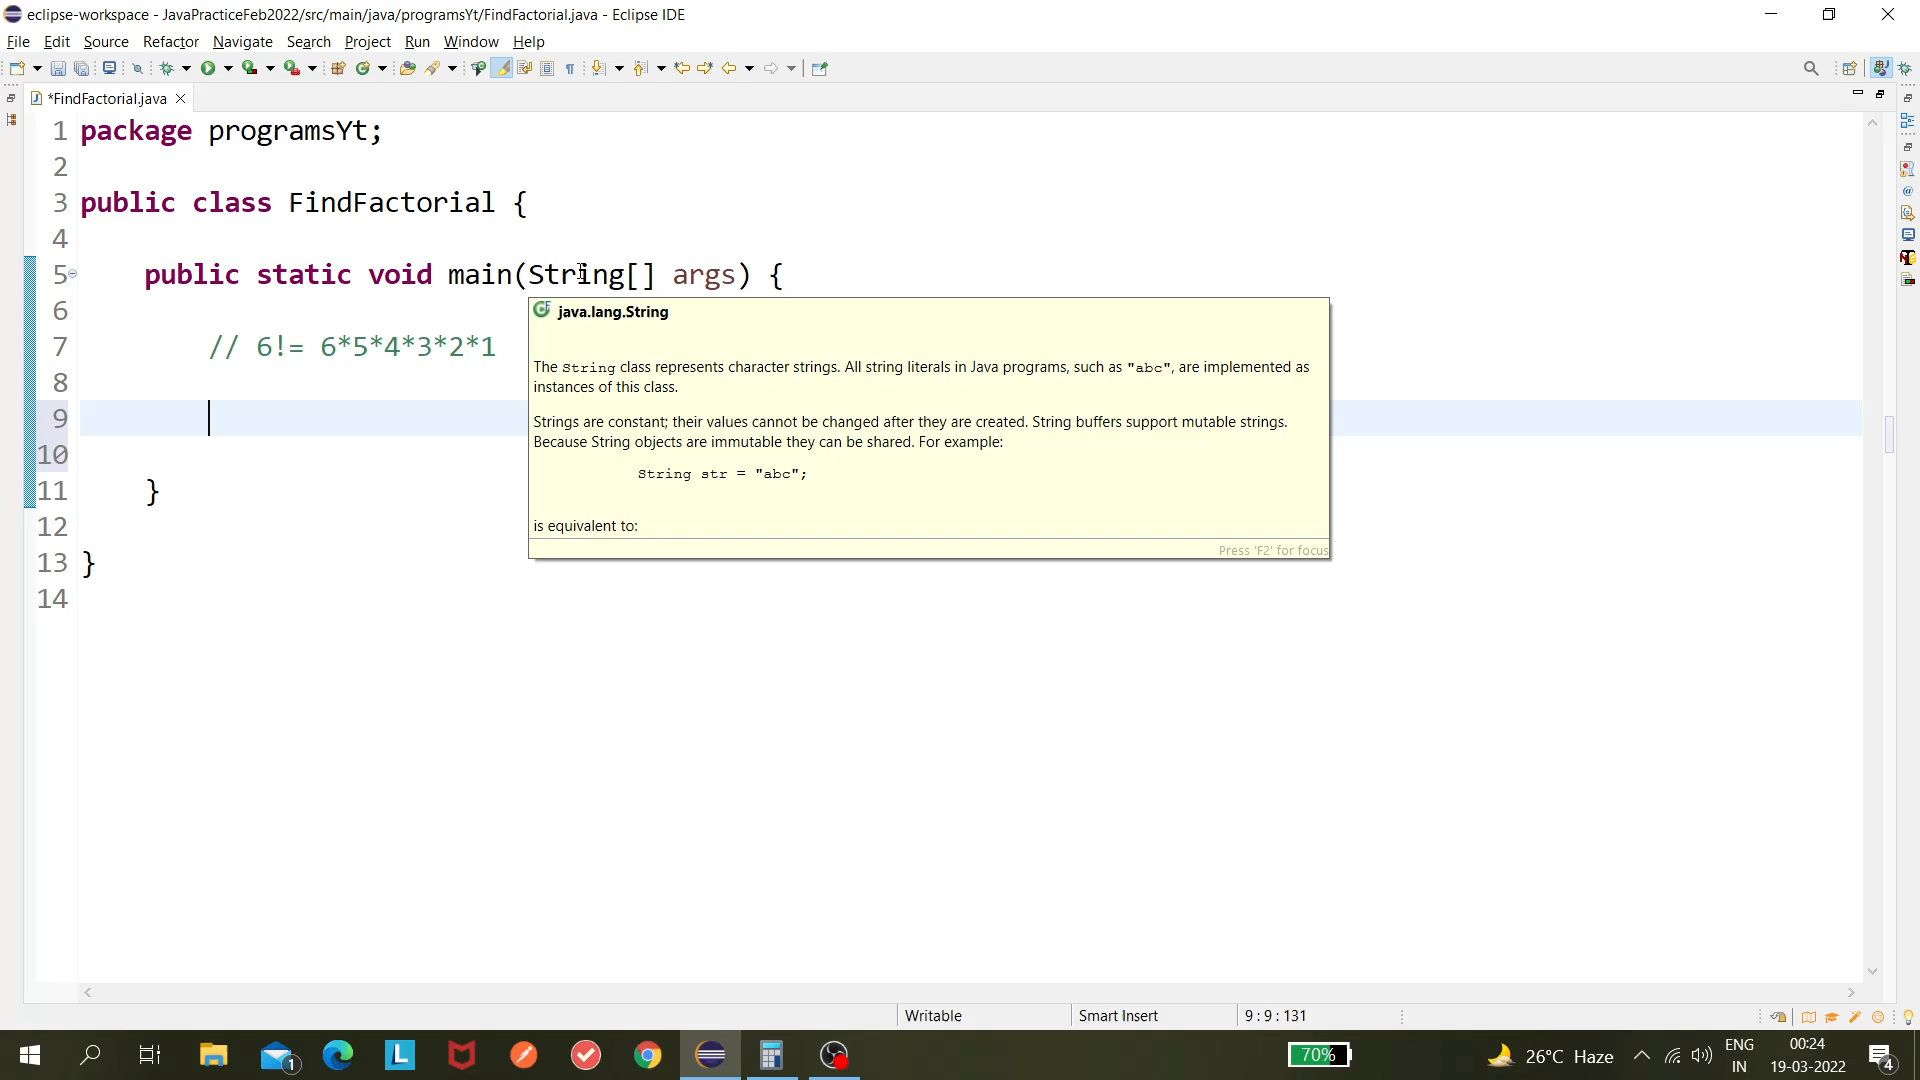 eclipse-workspace - JavaPracticeFeb2022/src/main/java/programsYt/FindFactorial.java - Eclipse IDE
File Edit Source Refactor Navigate Search Project Run Window Help
*FindFactorial.java
1 package programsYt;
2
3 public class FindFactorial {
4
5 public static void main(String[] args) {
6
7 // 6!= 6*5*4*3*2*1
8
9
10
11 }
12
13 }
14
java.lang.String
The String class represents character strings. All string literals in Java programs, such as "abc", are implemented as
instances of this class.
Strings are constant; their values cannot be changed after they are created. String buffers support mutable strings.
Because String objects are immutable they can be shared. For example:
String str = "abc";
is equivalent to:
Press 'F2' for focus
Writable Smart Insert 9 : 9 : 131
1 L 70% 26°C Haze ENG 00:24
IN 19-03-2022 4